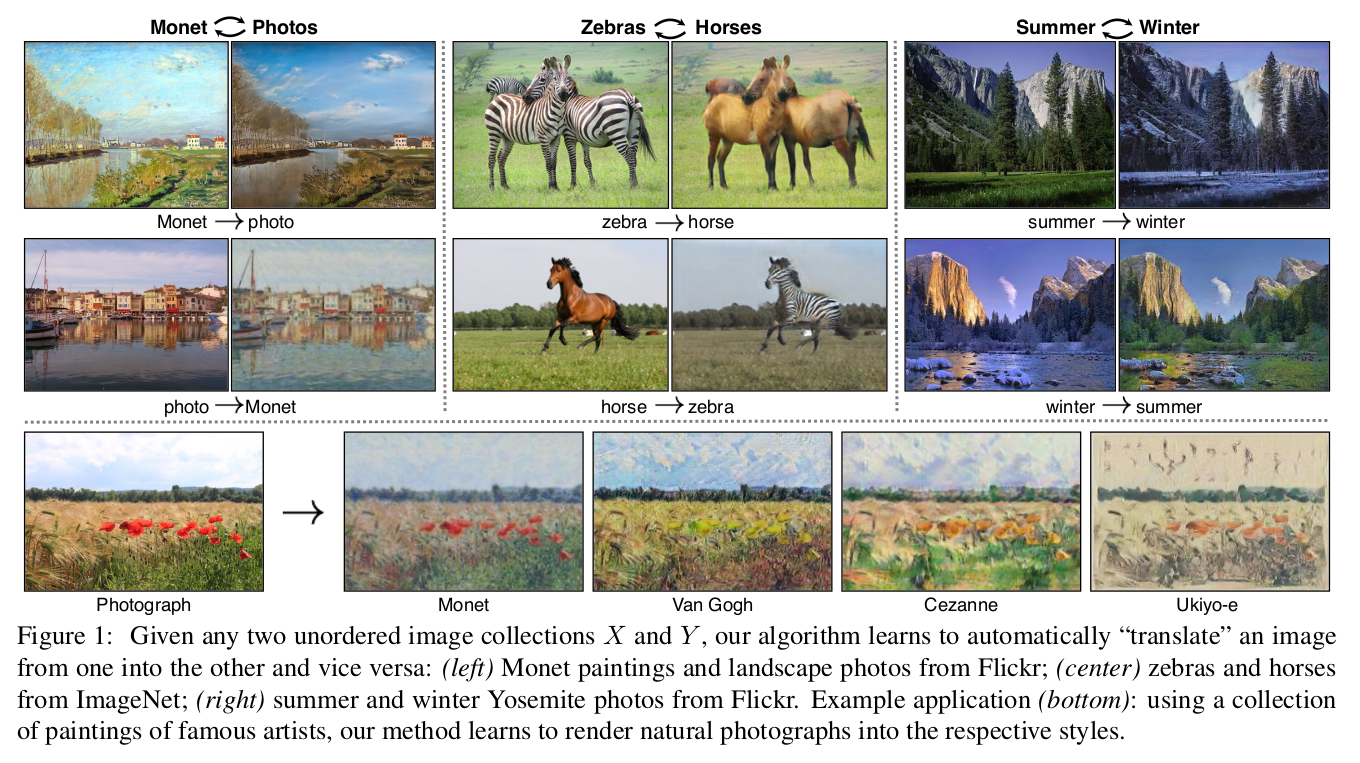 Monet Photos
Zebras Horses
Summer Winter
Monet → photo
zebra → horse
summer → winter
photo → Monet
horse → zebra
winter → summer
Photograph
Monet
Van Gogh
Cezanne
Ukiyo-e
Figure 1: Given any two unordered image collections X and Y, our algorithm learns to automatically “translate” an image
from one into the other and vice versa: (left) Monet paintings and landscape photos from Flickr; (center) zebras and horses
from ImageNet; (right) summer and winter Yosemite photos from Flickr. Example application (bottom): using a collection
of paintings of famous artists, our method learns to render natural photographs into the respective styles.